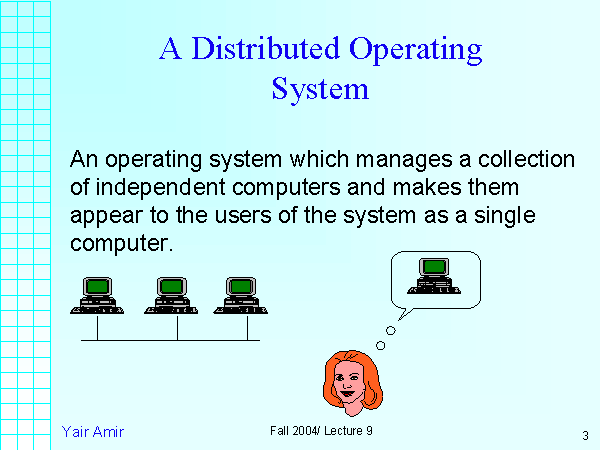 A Distributed Operating
System
An operating system which manages a collection
of independent computers and makes them
appear to the users of the system as a single
computer.
Yair Amir
Fall 2004/ Lecture 9
3